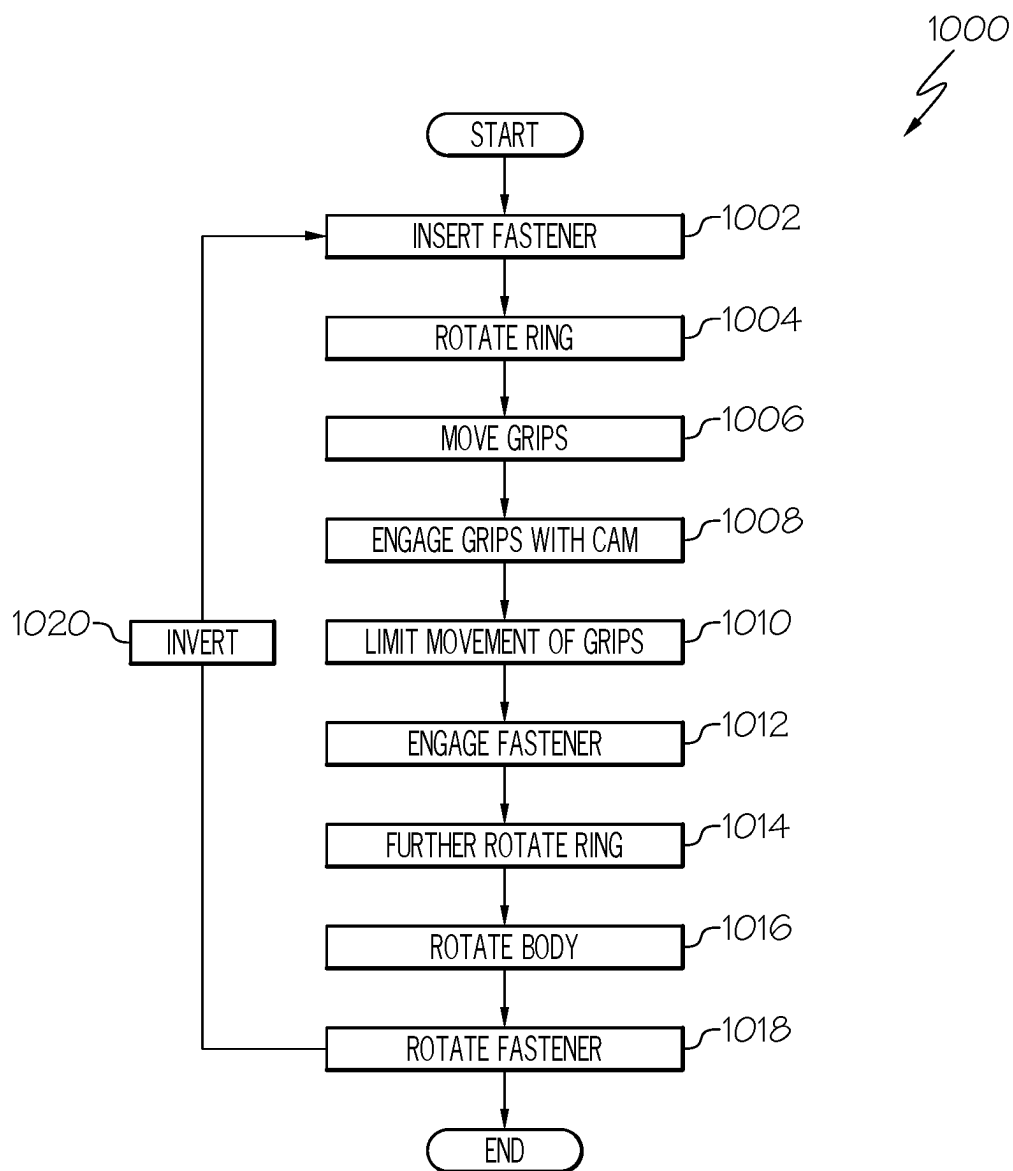 1000
START
INSERT FASTENER
1002
ROTATE RING
1004
MOVE GRIPS
1006
ENGAGE GRIPS WITH CAM
1008
1020
INVERT
LIMIT MOVEMENT OF GRIPS
1010
ENGAGE FASTENER
1012
FURTHER ROTATE RING
1014
ROTATE BODY
1016
ROTATE FASTENER
1018
END